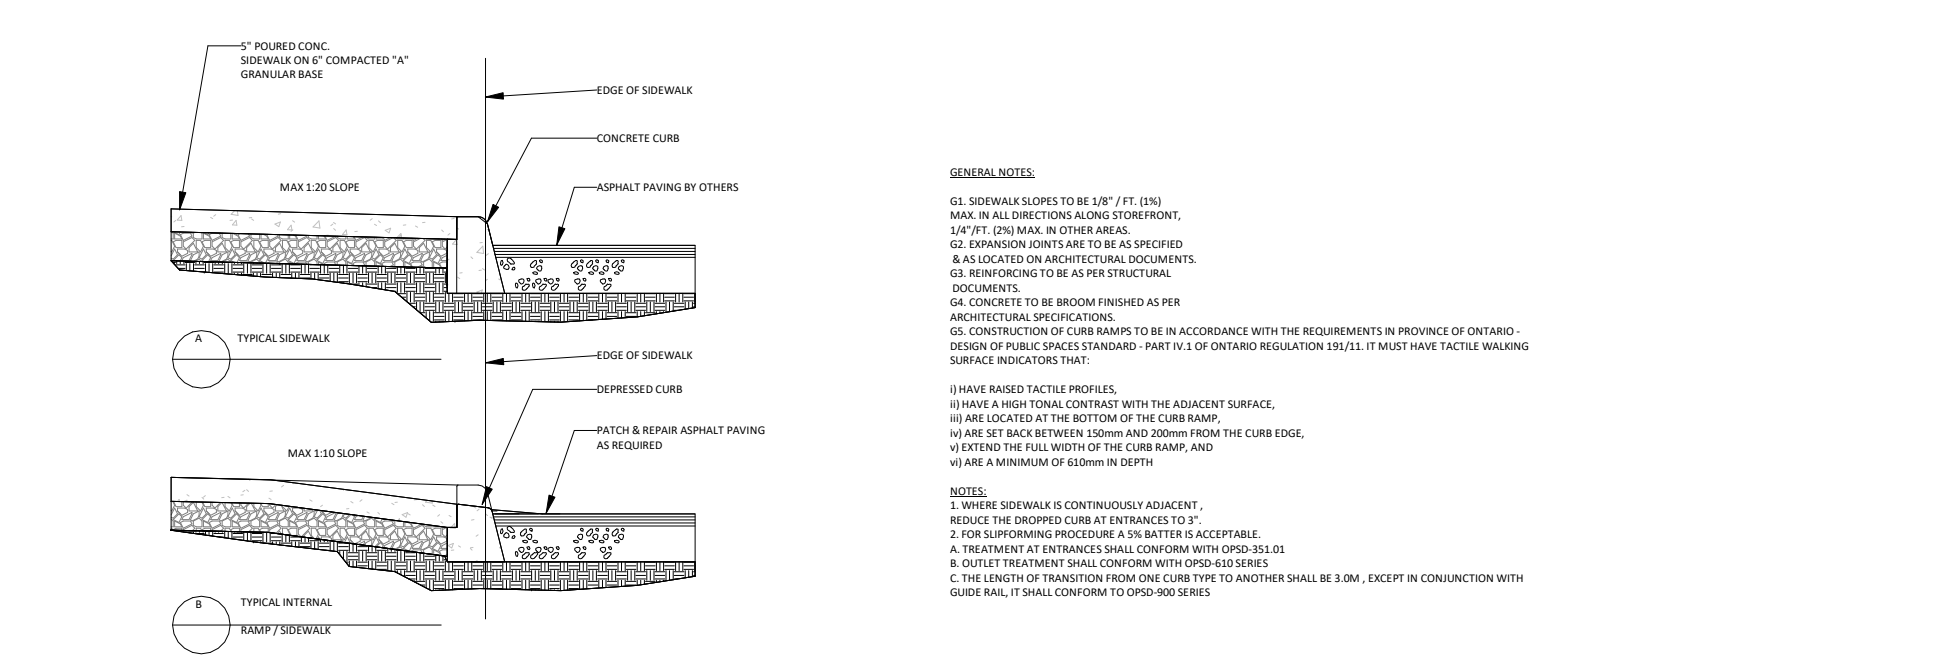 5" POURED CONC.
SIDEWALK ON 6" COMPACTED "A"
GRANULAR BASE
EDGE OF SIDEWALK
CONCRETE CURB
MAX 1:20 SLOPE
ASPHALT PAVING BY OTHERS
A
TYPICAL SIDEWALK
EDGE OF SIDEWALK
DEPRESSED CURB
PATCH & REPAIR ASPHALT PAVING
AS REQUIRED
MAX 1:10 SLOPE
B
TYPICAL INTERNAL
RAMP / SIDEWALK
GENERAL NOTES:
G1. SIDEWALK SLOPES TO BE 1/8" / FT. (1%)
MAX. IN ALL DIRECTIONS ALONG STOREFRONT,
1/4"/FT. (2%) MAX. IN OTHER AREAS.
G2. EXPANSION JOINTS ARE TO BE AS SPECIFIED
& AS LOCATED ON ARCHITECTURAL DOCUMENTS.
G3. REINFORCING TO BE AS PER STRUCTURAL
DOCUMENTS.
G4. CONCRETE TO BE BROOM FINISHED AS PER
ARCHITECTURAL SPECIFICATIONS.
G5. CONSTRUCTION OF CURB RAMPS TO BE IN ACCORDANCE WITH THE REQUIREMENTS IN PROVINCE OF ONTARIO -
DESIGN OF PUBLIC SPACES STANDARD - PART IV.1 OF ONTARIO REGULATION 191/11. IT MUST HAVE TACTILE WALKING
SURFACE INDICATORS THAT:
i) HAVE RAISED TACTILE PROFILES,
ii) HAVE A HIGH TONAL CONTRAST WITH THE ADJACENT SURFACE,
iii) ARE LOCATED AT THE BOTTOM OF THE CURB RAMP,
iv) ARE SET BACK BETWEEN 150mm AND 200mm FROM THE CURB EDGE,
v) EXTEND THE FULL WIDTH OF THE CURB RAMP, AND
vi) ARE A MINIMUM OF 610mm IN DEPTH
NOTES:
1. WHERE SIDEWALK IS CONTINUOUSLY ADJACENT ,
REDUCE THE DROPPED CURB AT ENTRANCES TO 3".
2. FOR SLIPFORMING PROCEDURE A 5% BATTER IS ACCEPTABLE.
A. TREATMENT AT ENTRANCES SHALL CONFORM WITH OPSD-351.01
B. OUTLET TREATMENT SHALL CONFORM WITH OPSD-610 SERIES
C. THE LENGTH OF TRANSITION FROM ONE CURB TYPE TO ANOTHER SHALL BE 3.0M , EXCEPT IN CONJUNCTION WITH
GUIDE RAIL, IT SHALL CONFORM TO OPSD-900 SERIES